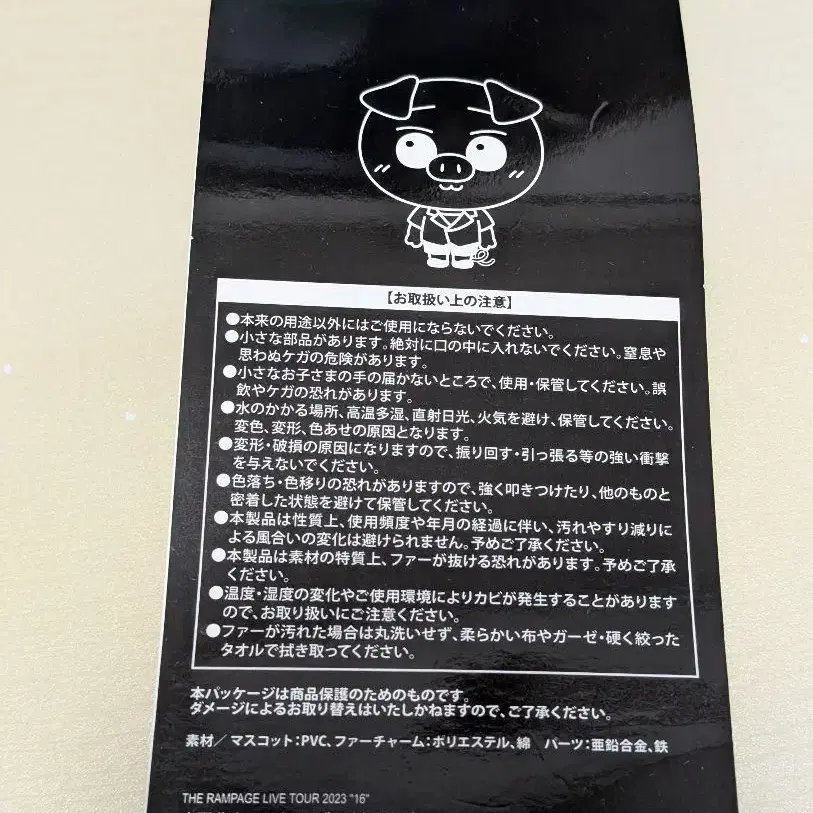 【お取扱い上の注意】
●本来の用途以外にはご使用にならないでください。
●小さな部品があります。絶対に口の中に入れないでください。窒息や
思わぬケガの危険があります。
●小さなお子さまの手の届かないところで、使用・保管してください。誤
飲やケガの恐れがあります。
●水のかかる場所、高温多湿、直射日光、火気を避け、保管してください。
変色、変形、色あせの原因となります。
●変形・破損の原因になりますので、振り回す・引っ張る等の強い衝撃
を与えないでください。
●色落ち・色移りの恐れがありますので、強く叩きつけたり、他のものと
密着した状態を避けて保管してください。
●本製品は性質上、使用頻度や年月の経過に伴い、汚れやすり減りに
よる風合いの変化は避けられません。予めご了承ください。
●本製品は素材の特質上、ファーが抜ける恐れがあります。予めご了承
ください。
●温度・湿度の変化やご使用環境によりカビが発生することがあります
ので、お取り扱いにご注意ください。
●ファーが汚れた場合は丸洗いせず、柔らかい布やガーゼ・硬く絞った
タオルで拭き取ってください。
本パッケージは商品保護のためのものです。
ダメージによるお取り替えはいたしかねますので、ご了承ください。
素材／マスコット：PVC、ファーチャーム：ポリエステル、綿　パーツ：亜鉛合金、鉄
THE RAMPAGE LIVE TOUR 2023 "16"